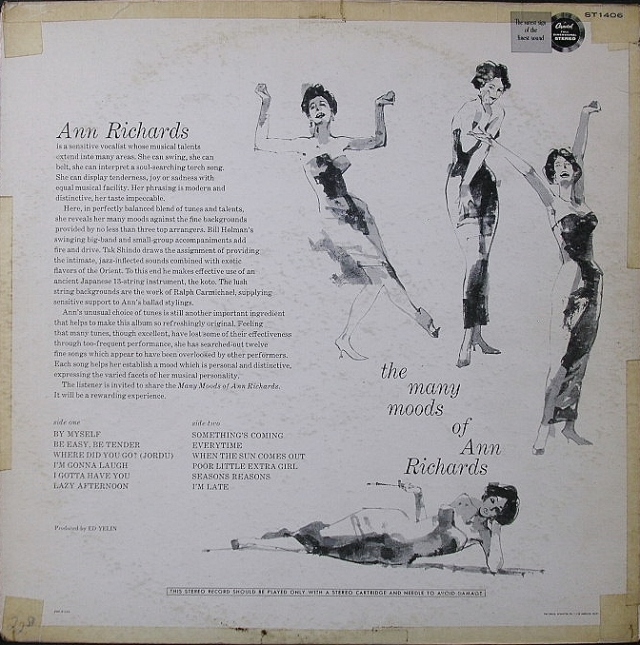 ST1406
The surest sign
of the
finest sound
Capitol
STEREO
Ann Richards
is a sensitive vocalist whose musical talents
extend into many areas. She can swing, she can
belt, she can interpret a soul-searching torch song.
She can display tenderness, joy or sadness with
equal musical facility. Her phrasing is modern and
distinctive, her taste impeccable.
Here, in perfectly balanced blend of tunes and talents,
she reveals her many moods against the fine backgrounds
provided by no less than three top arrangers. Bill Holman's
swinging big-band and small-group accompaniments add
fire and drive. Tak Shindo draws the assignment of providing
the intimate, jazz-inflected sounds combined with exotic
flavors of the Orient. To this end he makes effective use of an
ancient Japanese 13-string instrument, the koto. The lush
string backgrounds are the work of Ralph Carmichael, supplying
sensitive support to Ann's ballad stylings.
Ann's unusual choice of tunes is still another important ingredient
that helps to make this album so refreshingly original. Feeling
that many tunes, though excellent, have lost some of their effectiveness
through too-frequent performance, she has searched-out twelve
fine songs which appear to have been overlooked by other performers.
Each song helps her establish a mood which is personal and distinctive,
expressing the varied facets of her musical personality.
The listener is invited to share the Many Moods of Ann Richards.
It will be a rewarding experience.
the
many
moods
of
Ann
Richards
side one
BY MYSELF
BE EASY, BE TENDER
WHERE DID YOU GO? (JORDU)
I'M GONNA LAUGH
I GOTTA HAVE YOU
LAZY AFTERNOON
side two
SOMETHING'S COMING
EVERYTIME
WHEN THE SUN COMES OUT
POOR LITTLE EXTRA GIRL
SEASONS REASONS
I'M LATE
Produced by ED YELIN
THIS STEREO RECORD SHOULD BE PLAYED ONLY WITH A STEREO CARTRIDGE AND NEEDLE TO AVOID DAMAGE.